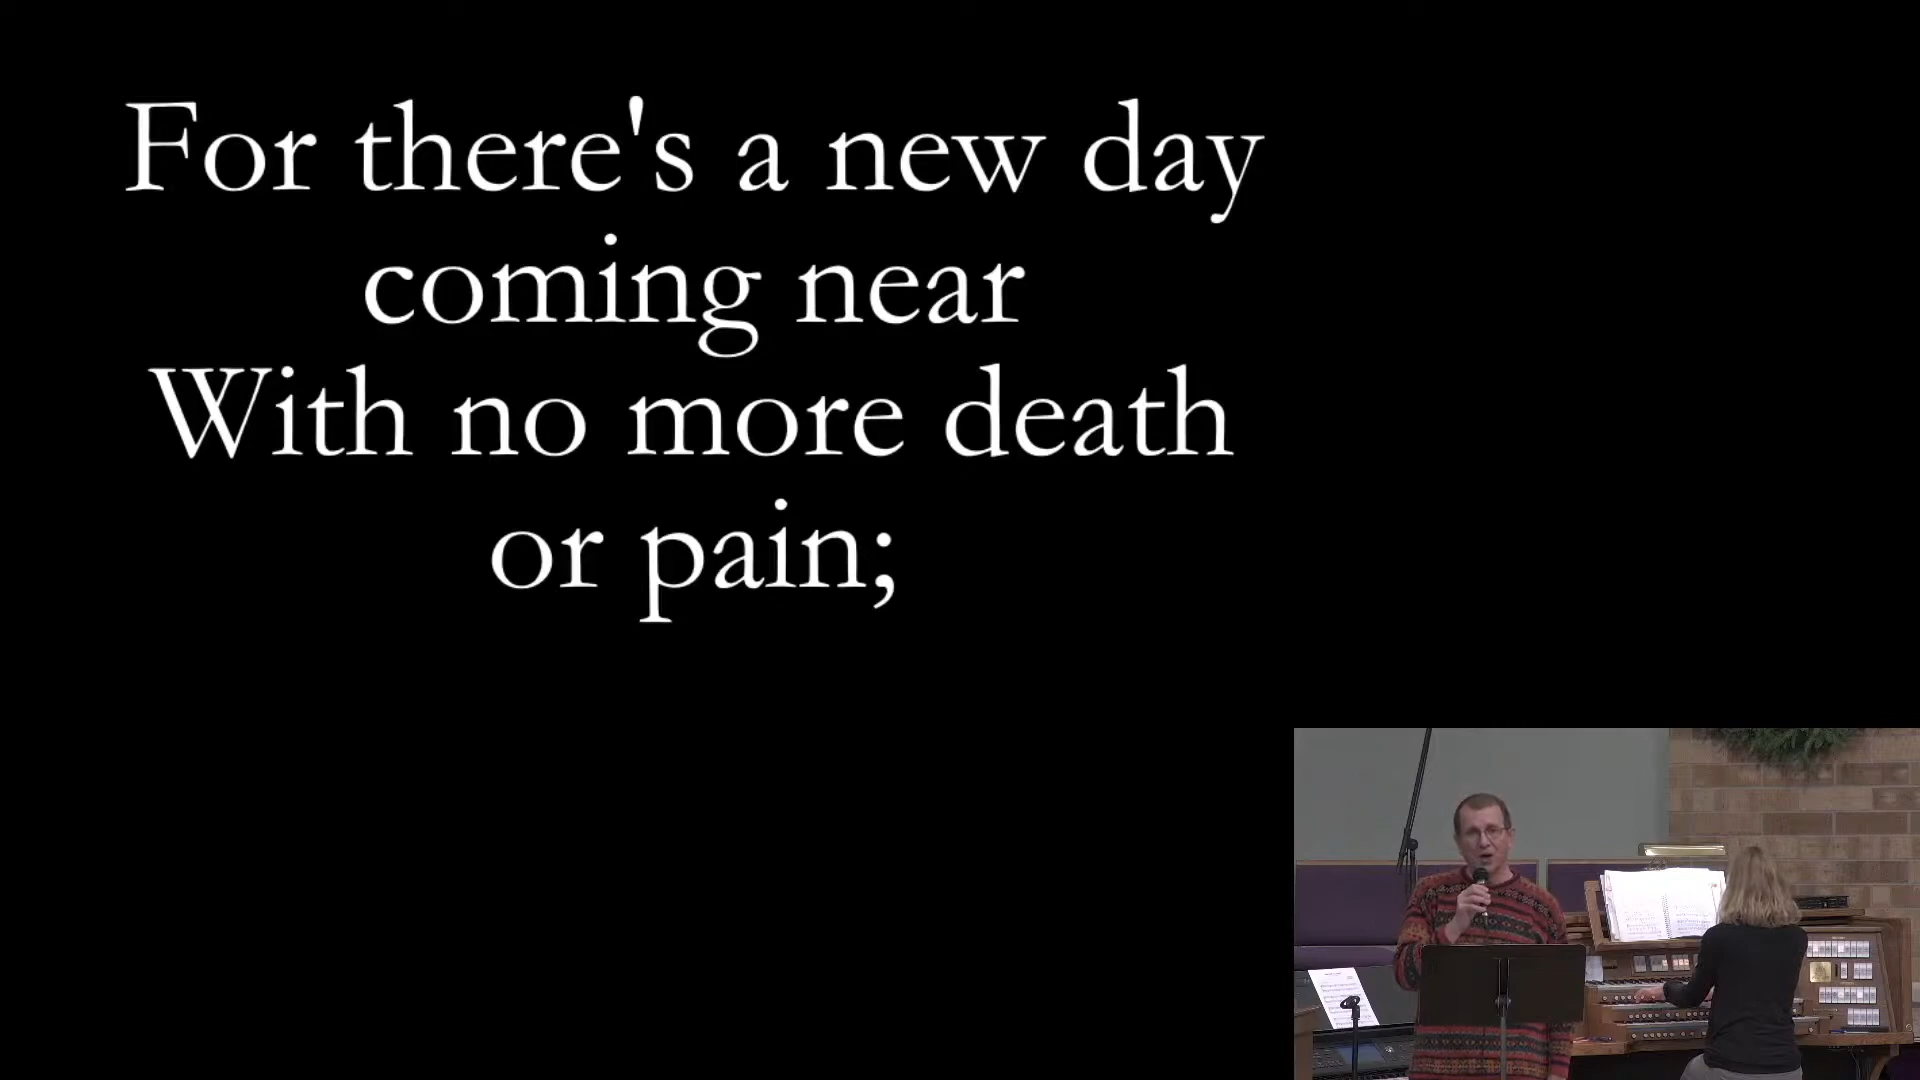 For there's a new day
coming near
With no more death
or pain;